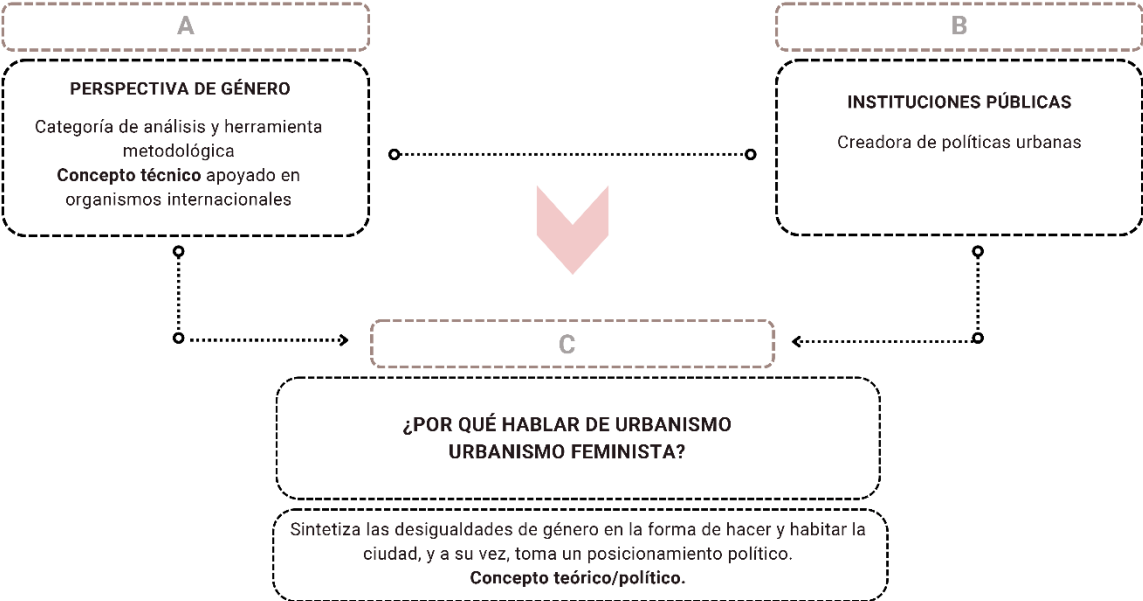 A
PERSPECTIVA DE GÉNERO
Categoría de análisis y herramienta
metodológica
Concepto técnico apoyado en
organismos internacionales
B
INSTITUCIONES PÚBLICAS
Creadora de políticas urbanas
C
¿POR QUÉ HABLAR DE URBANISMO
URBANISMO FEMINISTA?
Sintetiza las desigualdades de género en la forma de hacer y habitar la
ciudad, y a su vez, toma un posicionamiento político.
Concepto teórico/político.